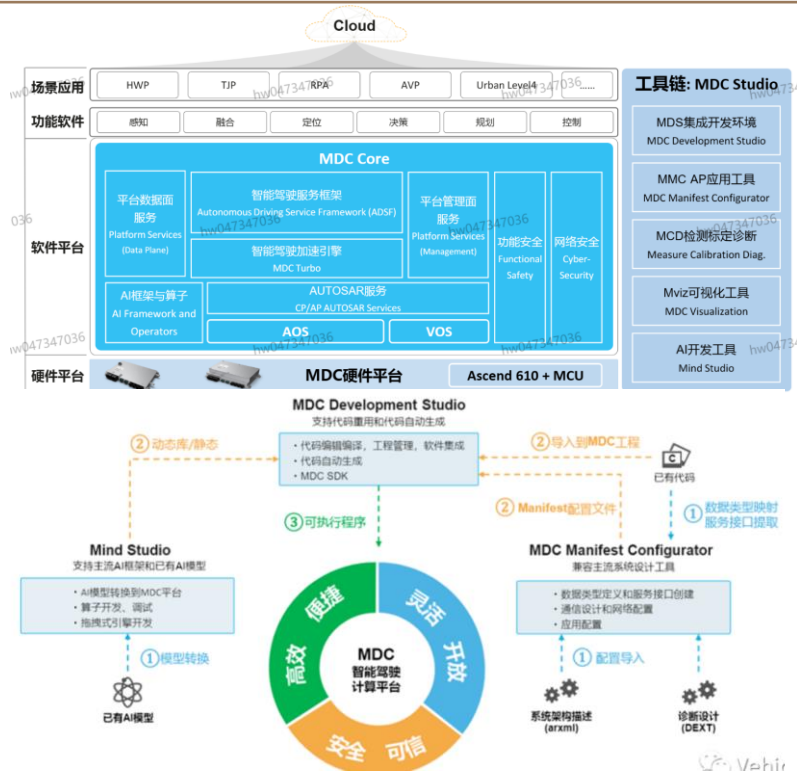 Cloud
场景应用
HWP
TJP
RPA
AVP
Urban Level4
......
功能软件
感知
融合
定位
决策
规划
控制
软件平台
MDC Core
平台数据面
服务
Platform Services
(Data Plane)
智能驾驶服务框架
Autonomous Driving Service Framework (ADSF)
智能驾驶加速引擎
MDC Turbo
平台管理面
服务
Platform Services
(Management)
功能安全
Functional
Safety
网络安全
Cyber-
Security
AI框架与算子
AI Framework and
Operators
AUTOSAR服务
CP/AP AUTOSAR Services
AOS
VOS
硬件平台
MDC硬件平台
Ascend 610 + MCU
工具链: MDC Studio
MDS集成开发环境
MDC Development Studio
MMC AP应用工具
MDC Manifest Configurator
MCD检测标定诊断
Measure Calibration Diag.
Mviz可视化工具
MDC Visualization
AI开发工具
Mind Studio
hw047347036
hw047347036
hw047347036
036
hw047347036
hw047347036
hw047347036
hw047347036
hw047347036
hw047347036
MDC Development Studio
支持代码重用和代码自动生成
• 代码编辑编译，工程管理，软件集成
• 代码自动生成
• MDC SDK
② 动态库/静态
② 导入到MDC工程
已有代码
② Manifest配置文件
① 数据类型映射
服务接口提取
③ 可执行程序
Mind Studio
支持主流AI框架和已有AI模型
• AI模型转换到MDC平台
• 算子开发、调试
• 拖拽式引擎开发
① 模型转换
已有AI模型
MDC Manifest Configurator
兼容主流系统设计工具
• 数据类型定义和服务接口创建
• 通信设计和网络配置
• 应用配置
① 配置导入
系统架构描述
(arxml)
诊断设计
(DEXT)
高效 便捷
灵活 开放
安全 可信
MDC
智能驾驶
计算平台